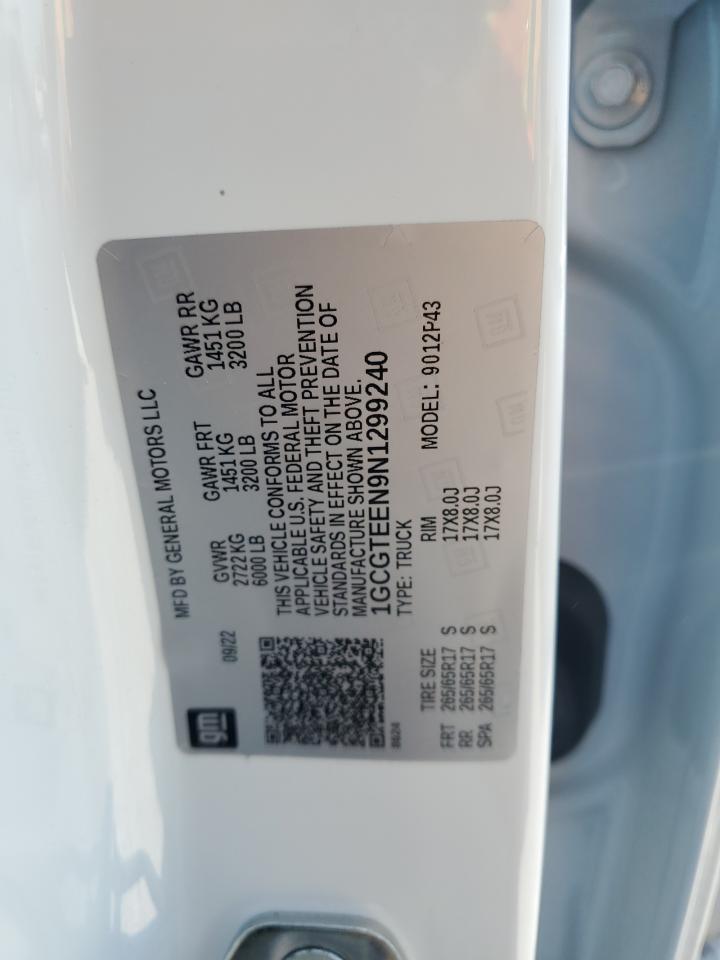 gm
MFD BY GENERAL MOTORS LLC
09/22 GVWR GAWR FRT GAWR RR
2722 KG 1451 KG 1451 KG
6000 LB 3200 LB 3200 LB
THIS VEHICLE CONFORMS TO ALL
APPLICABLE U.S. FEDERAL MOTOR
VEHICLE SAFETY AND THEFT PREVENTION
STANDARDS IN EFFECT ON THE DATE OF
MANUFACTURE SHOWN ABOVE.
1GCGTEEN9N1299240
8624 TYPE: TRUCK MODEL: 9012P43
TIRE SIZE RIM
FRT 265/65R17 S 17X8.0J
RR 265/65R17 S 17X8.0J
SPA 265/65R17 S 17X8.0J